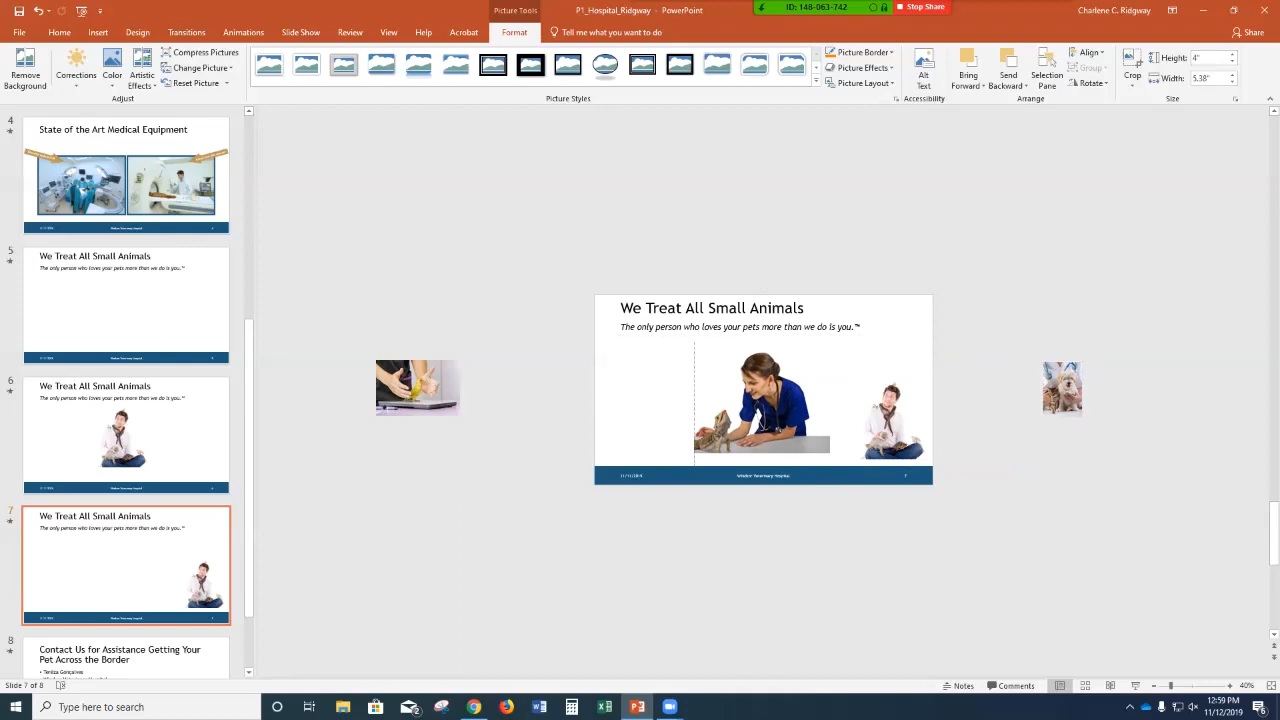 Picture Tools
P1_Hospital_Ridgway - PowerPoint
ID: 148-063-742
Stop Share
Charlene C. Ridgway
File
Home
Insert
Design
Transitions
Animations
Slide Show
Review
View
Help
Acrobat
Format
Tell me what you want to do
Share
Remove
Background
Corrections
Color
Artistic
Effects
Compress Pictures
Change Picture
Reset Picture
Adjust
Picture Styles
Picture Border
Picture Effects
Picture Layout
Alt
Text
Accessibility
Bring
Forward
Send
Backward
Selection
Pane
Align
Group
Rotate
Arrange
Crop
Height: 4"
Width: 3.8"
Size
4
State of the Art Medical Equipment
5
We Treat All Small Animals
The only person who loves your pets more than we do is you.™
6
We Treat All Small Animals
The only person who loves your pets more than we do is you.™
7
We Treat All Small Animals
The only person who loves your pets more than we do is you.™
8
Contact Us for Assistance Getting Your
Pet Across the Border
We Treat All Small Animals
The only person who loves your pets more than we do is you.™
11/11/2019
Windsor Veterinary Hospital
7
Slide 7 of 8
Notes
Comments
40%
Type here to search
12:59 PM
11/12/2019